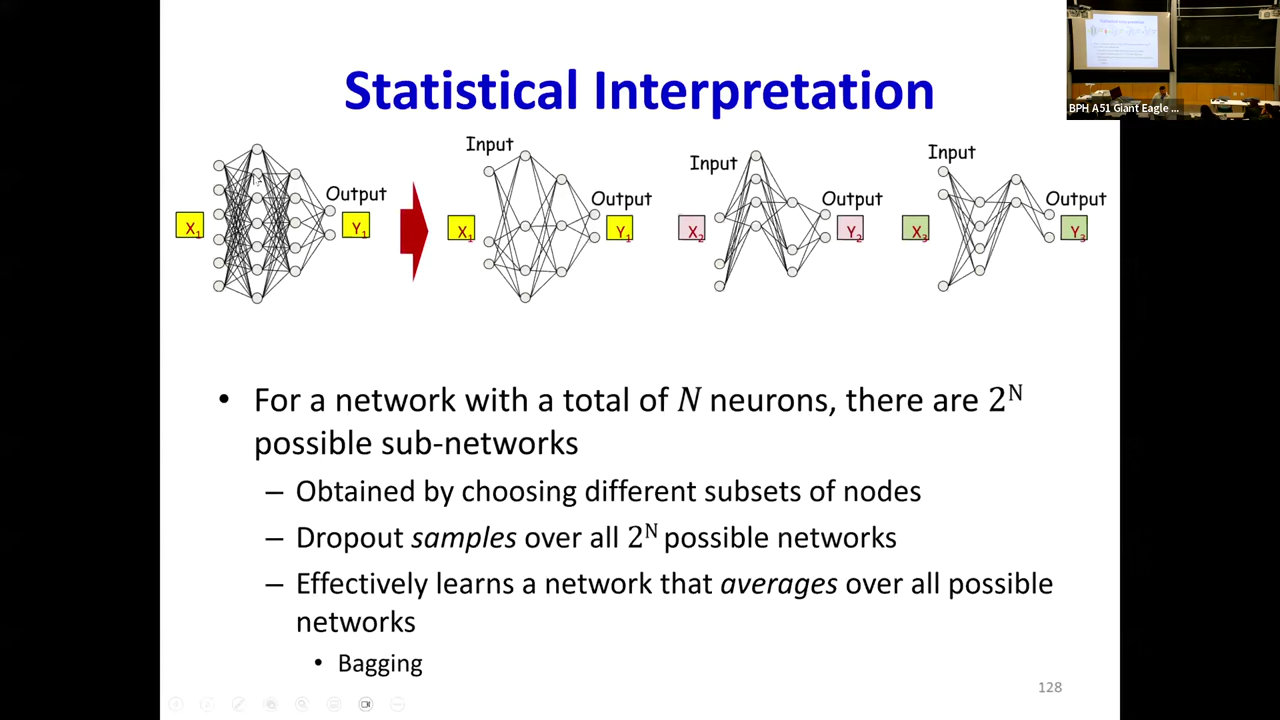 BPH A51 Giant Eagle ...
Statistical Interpretation
Input
Input
Input
Output
Output
Output
Output
X1
Y1
X1
Y1
X2
Y2
X3
Y3
• For a network with a total of N neurons, there are 2^N
possible sub-networks
– Obtained by choosing different subsets of nodes
– Dropout samples over all 2^N possible networks
– Effectively learns a network that averages over all possible
networks
• Bagging
128